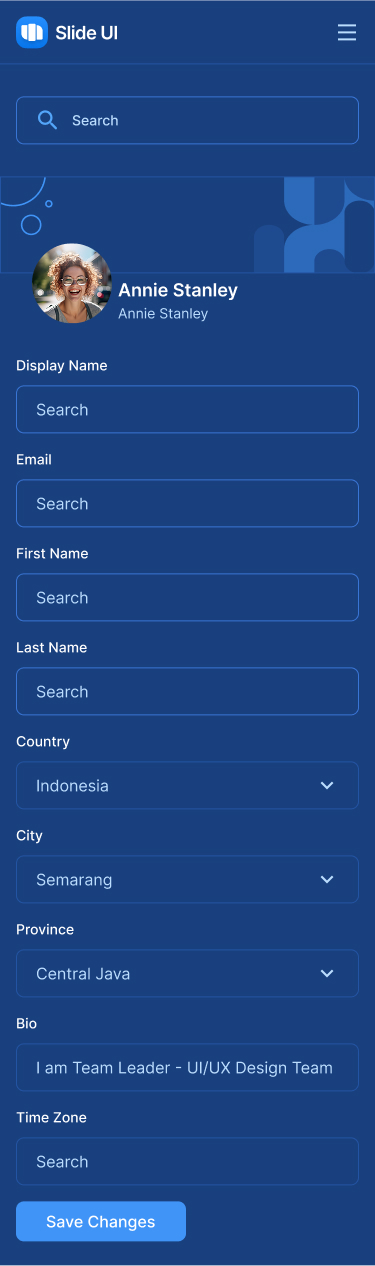 Slide UI
Search
Annie Stanley
Annie Stanley
Display Name
Search
Email
Search
First Name
Search
Last Name
Search
Country
Indonesia
City
Semarang
Province
Central Java
Bio
I am Team Leader - UI/UX Design Team
Time Zone
Search
Save Changes